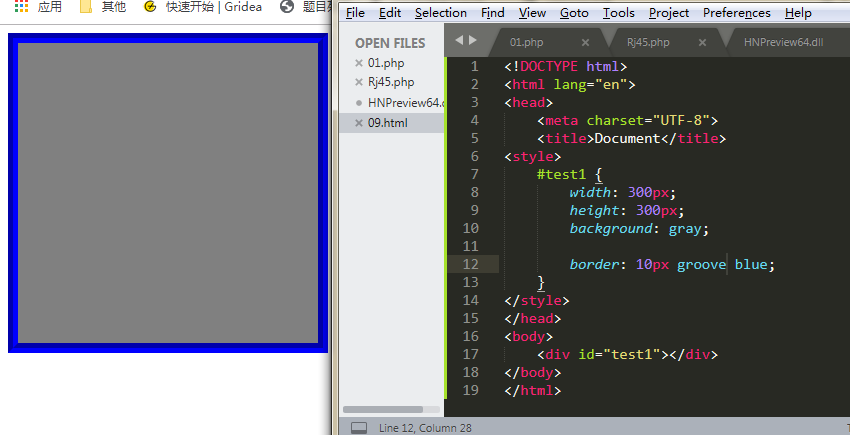 应用 其他 快速开始 | Gridea
File Edit Selection Find View Goto Tools Project Preferences Help
OPEN FILES
01.php
Rj45.php
HNPreview64.d
09.html
01.php Rj45.php HNPreview64.dll
1 <!DOCTYPE html>
2 <html lang="en">
3 <head>
4 <meta charset="UTF-8">
5 <title>Document</title>
6 <style>
7 #test1 {
8 width: 300px;
9 height: 300px;
10 background: gray;
11
12 border: 10px groove blue;
13 }
14 </style>
15 </head>
16 <body>
17 <div id="test1"></div>
18 </body>
19 </html>
Line 12, Column 28